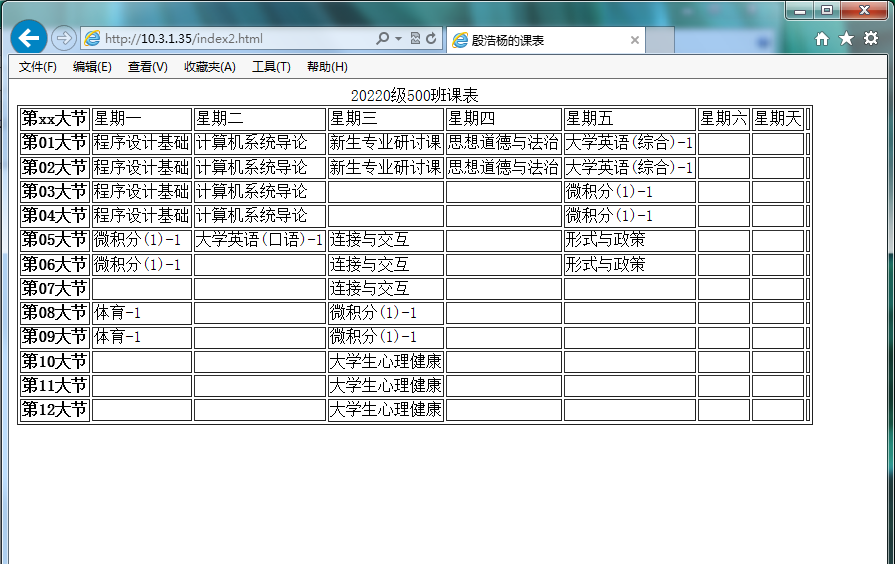 http://10.3.1.35/index2.html
殷浩杨的课表
文件(F) 编辑(E) 查看(V) 收藏夹(A) 工具(T) 帮助(H)
20220级500班课表
第xx大节 星期一 星期二 星期三 星期四 星期五 星期六 星期天
第01大节 程序设计基础 计算机系统导论 新生专业研讨课 思想道德与法治 大学英语(综合)-1
第02大节 程序设计基础 计算机系统导论 新生专业研讨课 思想道德与法治 大学英语(综合)-1
第03大节 程序设计基础 计算机系统导论 微积分(1)-1
第04大节 程序设计基础 计算机系统导论 微积分(1)-1
第05大节 微积分(1)-1 大学英语(口语)-1 连接与交互 形式与政策
第06大节 微积分(1)-1 连接与交互 形式与政策
第07大节 连接与交互
第08大节 体育-1 微积分(1)-1
第09大节 体育-1 微积分(1)-1
第10大节 大学生心理健康
第11大节 大学生心理健康
第12大节 大学生心理健康